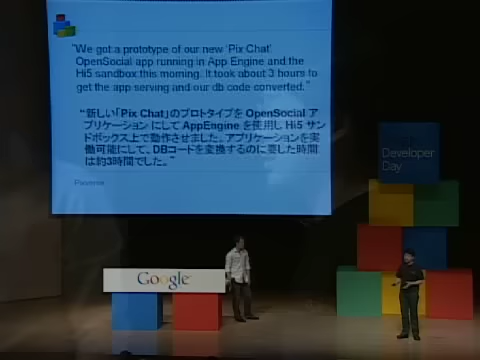 "We got a prototype of our new 'Pix Chat'
OpenSocial app running in App Engine and the
Hi5 sandbox this morning. It took about 3 hours to
get the app serving and our db code converted."
"新しい「Pix Chat」のプロトタイプを OpenSocial ア
プリケーション にして AppEngine を使用し Hi5 サン
ドボックス上で動作させました。アプリケーションを実
働可能にして、DBコードを変換するのに要した時間
は約3時間でした。"
Developer
Day
Google